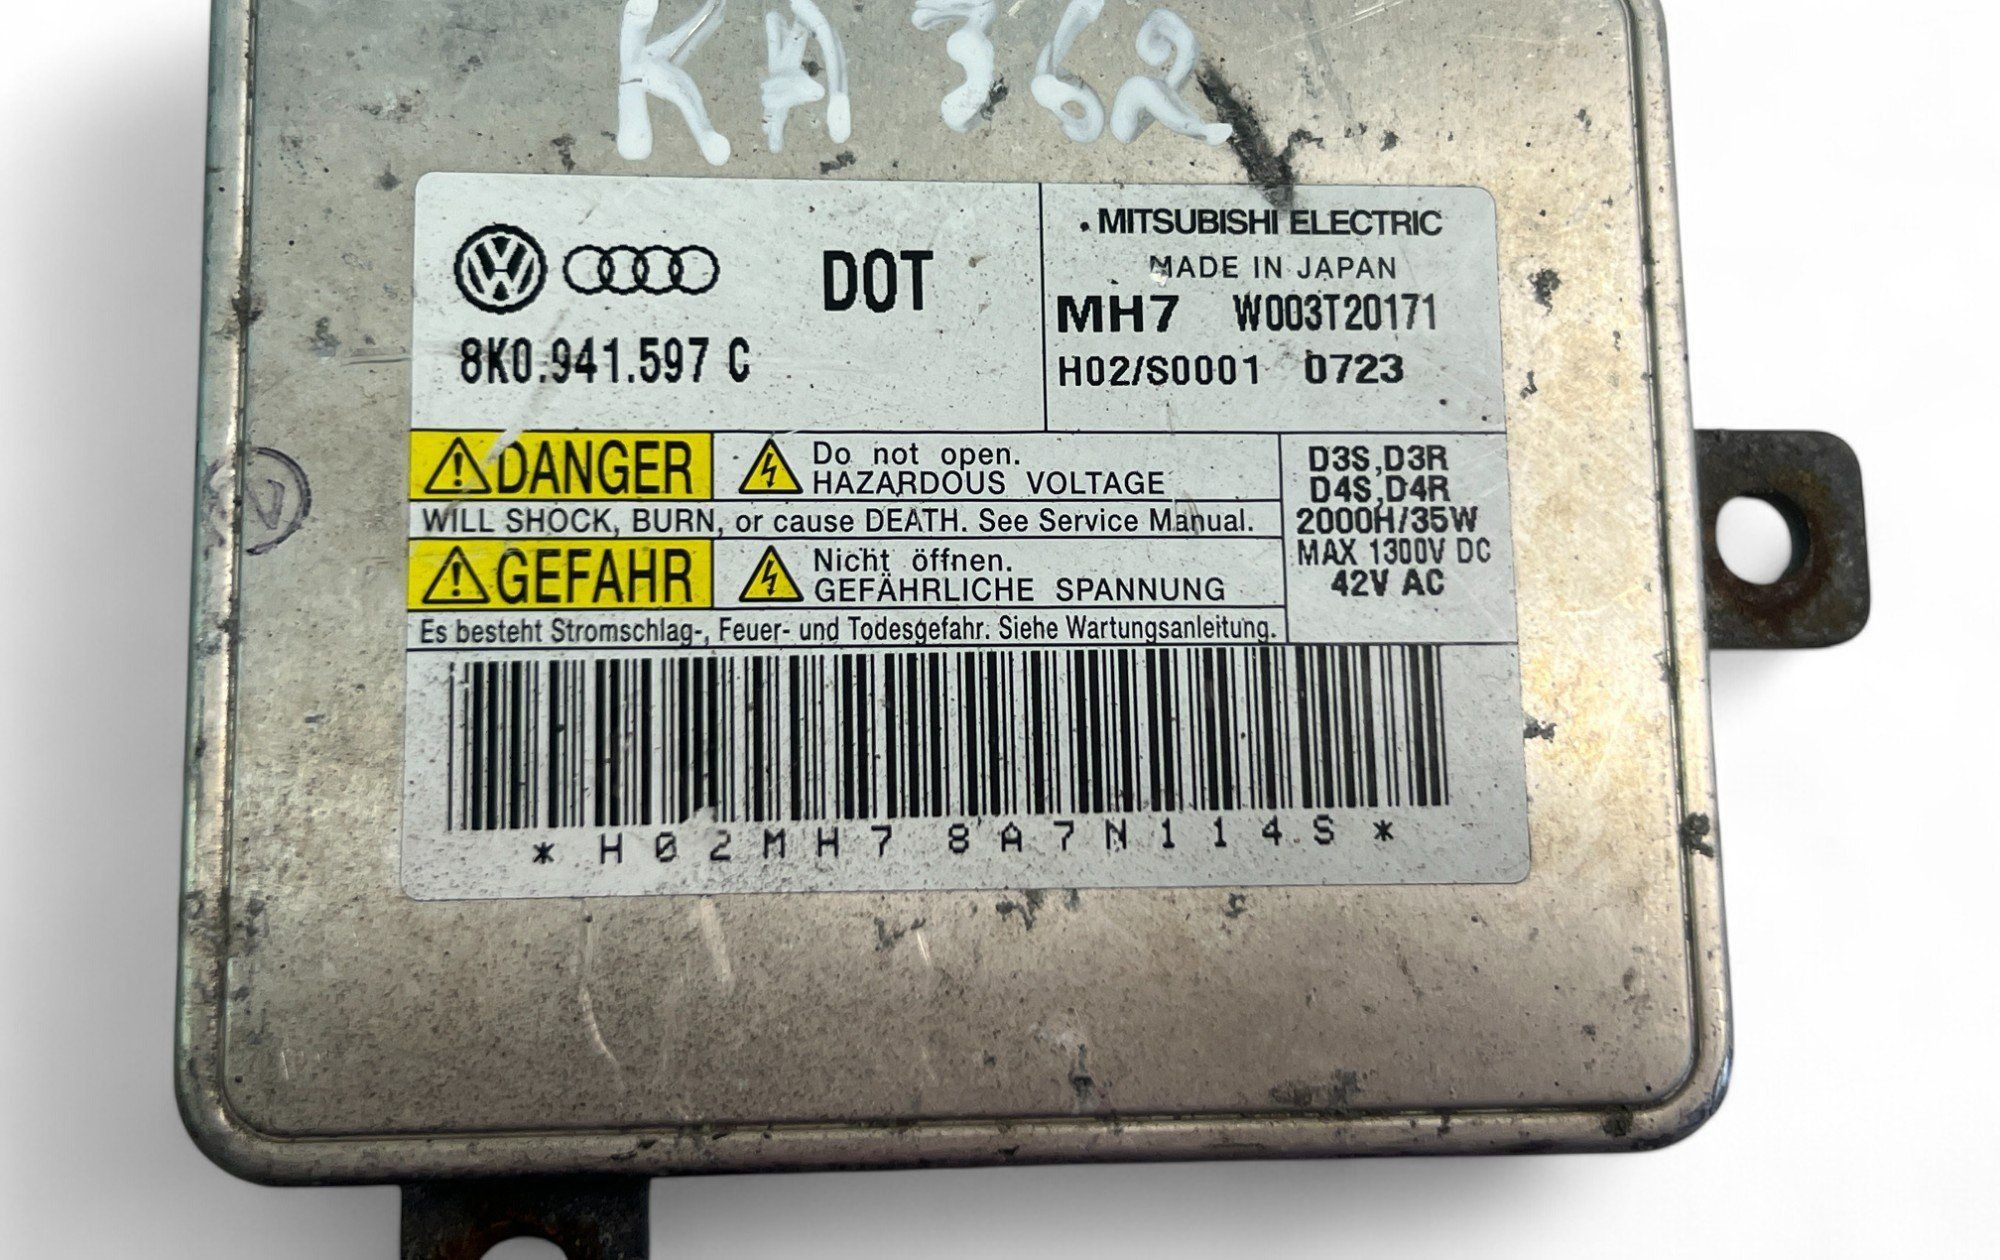 KA 362
DOT
8K0.941.597 C
MITSUBISHI ELECTRIC
MADE IN JAPAN
MH7 W003T20171
H02/S0001 0723
DANGER
Do not open.
HAZARDOUS VOLTAGE
WILL SHOCK, BURN, or cause DEATH. See Service Manual.
GEFAHR
Nicht öffnen.
GEFÄHRLICHE SPANNUNG
Es besteht Stromschlag-, Feuer- und Todesgefahr. Siehe Wartungsanleitung.
D3S,D3R
D4S,D4R
2000H/35W
MAX 1300V DC
42V AC
*H02MH78A7N114S*